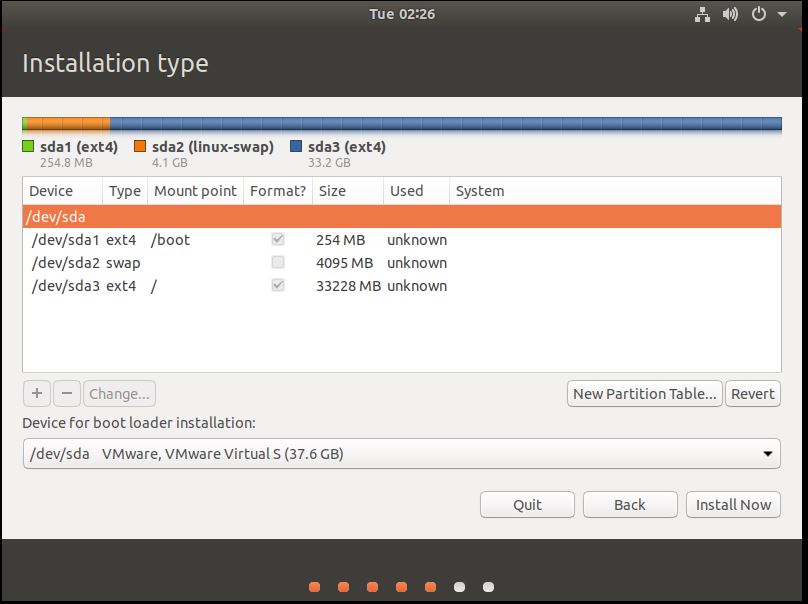 Tue 02:26
Installation type
sda1 (ext4) sda2 (linux-swap) sda3 (ext4)
254.8 MB 4.1 GB 33.2 GB
Device Type Mount point Format? Size Used System
/dev/sda
/dev/sda1 ext4 /boot 254 MB unknown
/dev/sda2 swap 4095 MB unknown
/dev/sda3 ext4 / 33228 MB unknown
+ − Change... New Partition Table... Revert
Device for boot loader installation:
/dev/sda VMware, VMware Virtual S (37.6 GB)
Quit Back Install Now